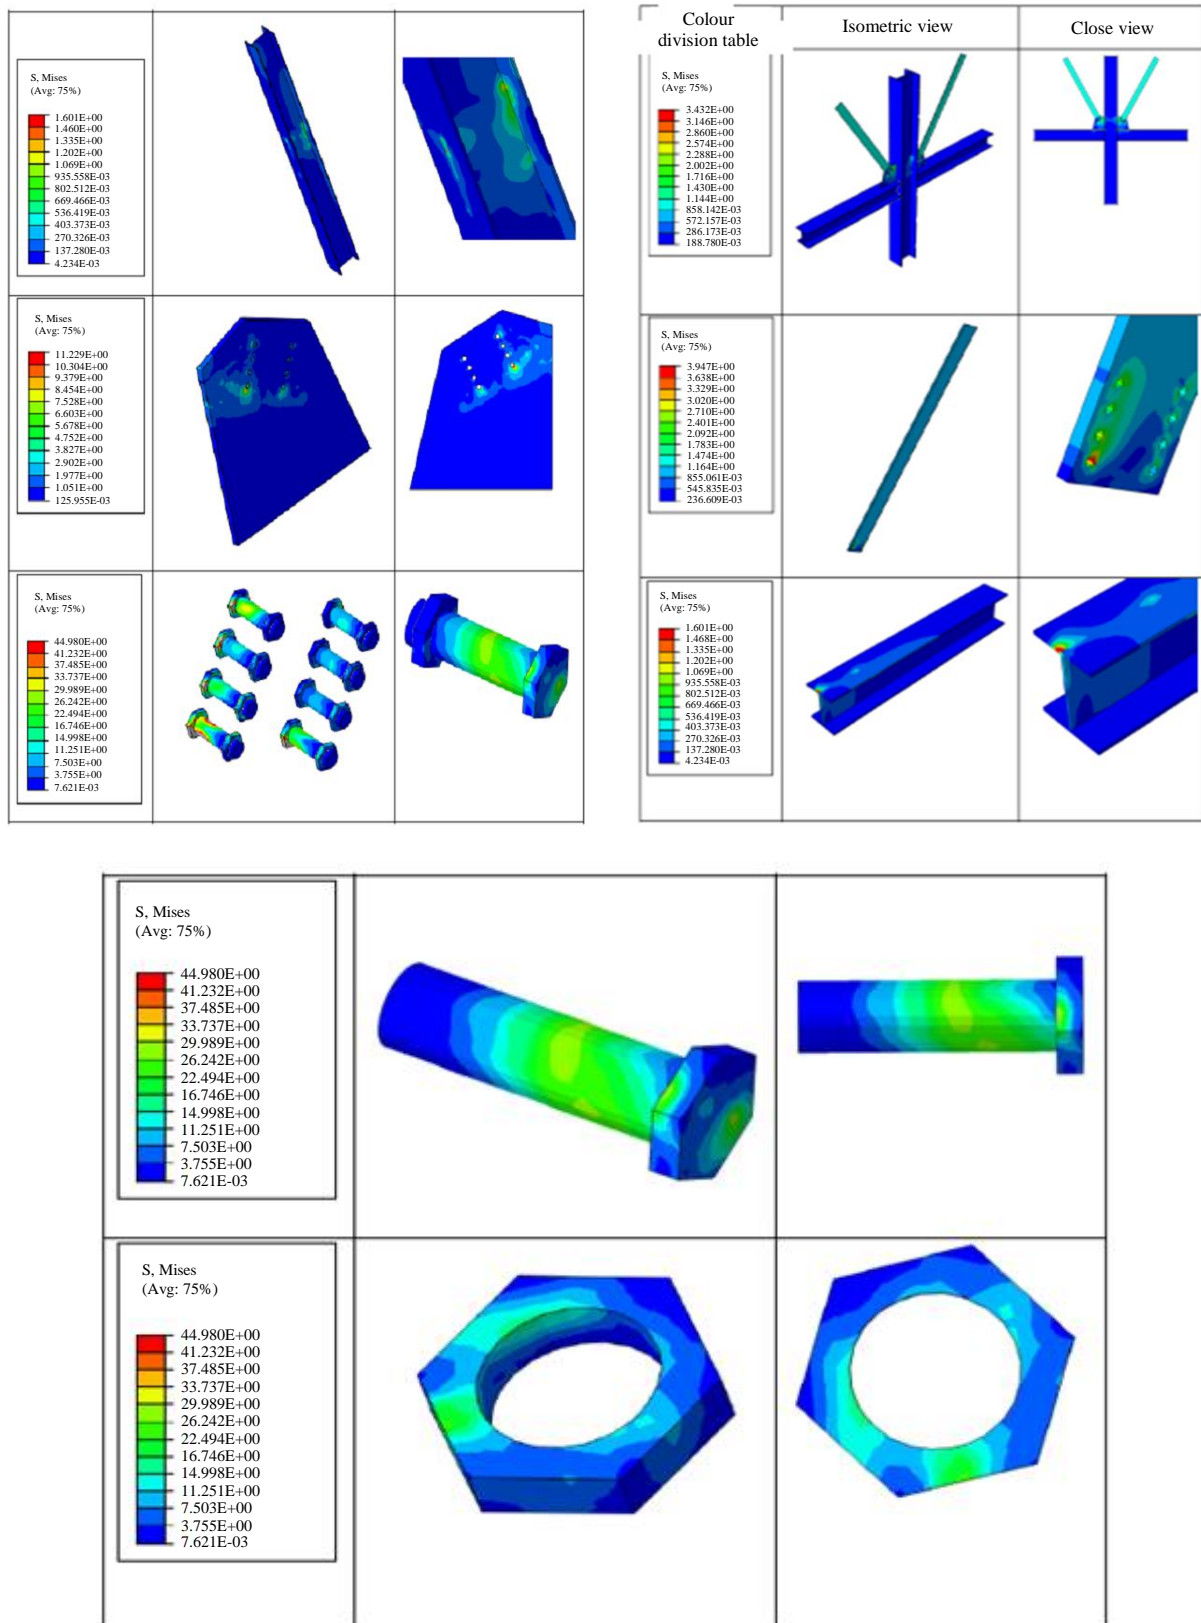 S, Mises
(Avg: 75%)
1.601E+00
1.460E+00
1.335E+00
1.202E+00
1.069E+00
935.558E-03
802.512E-03
669.466E-03
536.419E-03
403.373E-03
270.326E-03
137.280E-03
4.234E-03
S, Mises
(Avg: 75%)
11.229E+00
10.304E+00
9.379E+00
8.454E+00
7.528E+00
6.603E+00
5.678E+00
4.752E+00
3.827E+00
2.902E+00
1.977E+00
1.051E+00
125.955E-03
S, Mises
(Avg: 75%)
44.980E+00
41.232E+00
37.485E+00
33.737E+00
29.989E+00
26.242E+00
22.494E+00
16.746E+00
14.998E+00
11.251E+00
7.503E+00
3.755E+00
7.621E-03
Colour
division table
Isometric view
Close view
S, Mises
(Avg: 75%)
3.432E+00
3.146E+00
2.860E+00
2.574E+00
2.288E+00
2.002E+00
1.716E+00
1.430E+00
1.144E+00
858.142E-03
572.157E-03
286.173E-03
188.780E-03
S, Mises
(Avg: 75%)
3.947E+00
3.638E+00
3.329E+00
3.020E+00
2.710E+00
2.401E+00
2.092E+00
1.783E+00
1.474E+00
1.164E+00
855.061E-03
545.835E-03
236.609E-03
S, Mises
(Avg: 75%)
1.601E+00
1.468E+00
1.335E+00
1.202E+00
1.069E+00
935.558E-03
802.512E-03
669.466E-03
536.419E-03
403.373E-03
270.326E-03
137.280E-03
4.234E-03
S, Mises
(Avg: 75%)
44.980E+00
41.232E+00
37.485E+00
33.737E+00
29.989E+00
26.242E+00
22.494E+00
16.746E+00
14.998E+00
11.251E+00
7.503E+00
3.755E+00
7.621E-03
S, Mises
(Avg: 75%)
44.980E+00
41.232E+00
37.485E+00
33.737E+00
29.989E+00
26.242E+00
22.494E+00
16.746E+00
14.998E+00
11.251E+00
7.503E+00
3.755E+00
7.621E-03